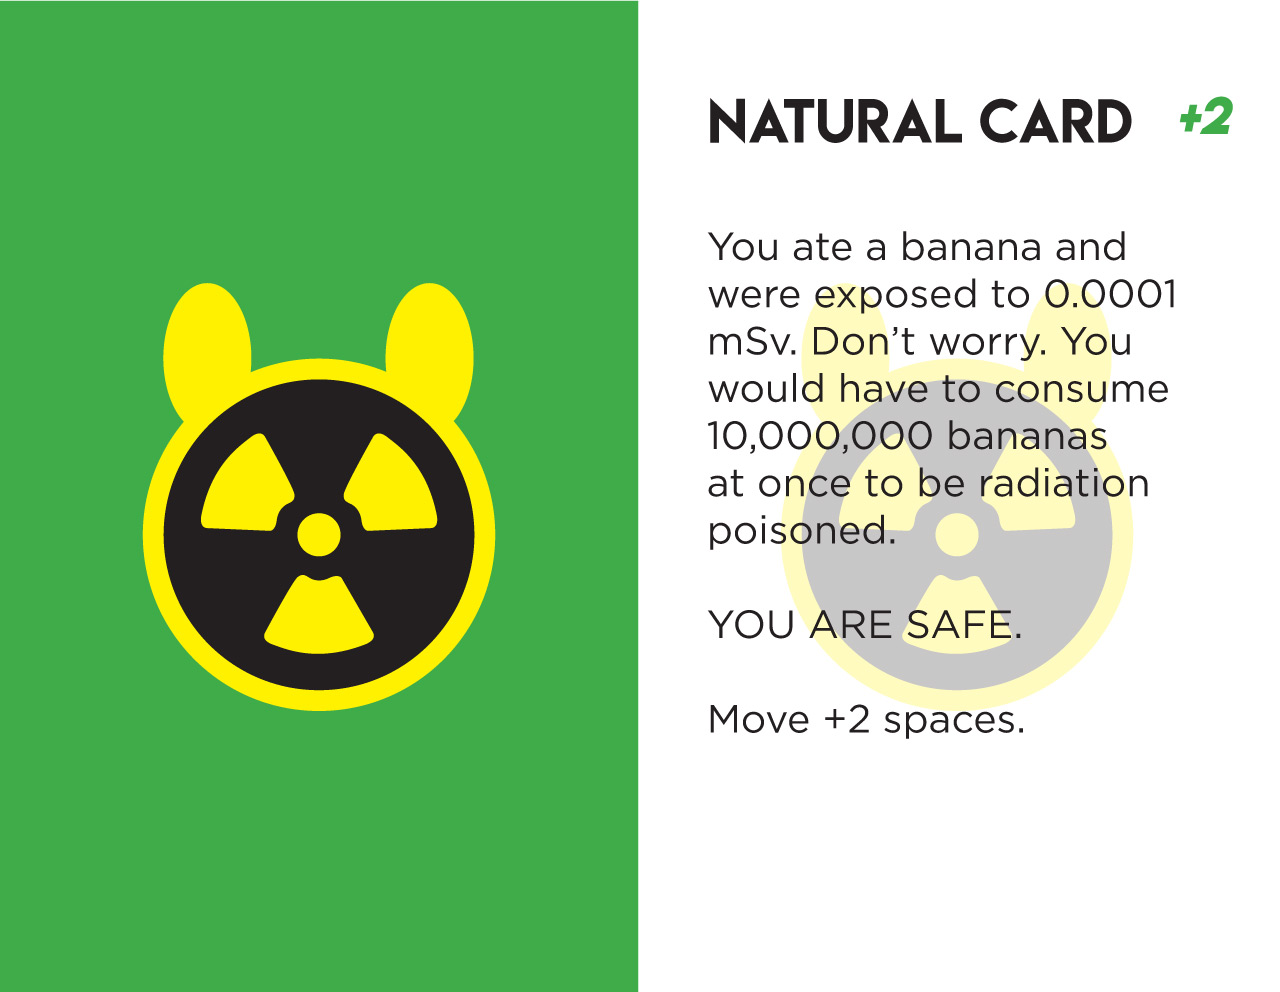 NATURAL CARD +2
You ate a banana and
were exposed to 0.0001
mSv. Don’t worry. You
would have to consume
10,000,000 bananas
at once to be radiation
poisoned.
YOU ARE SAFE.
Move +2 spaces.